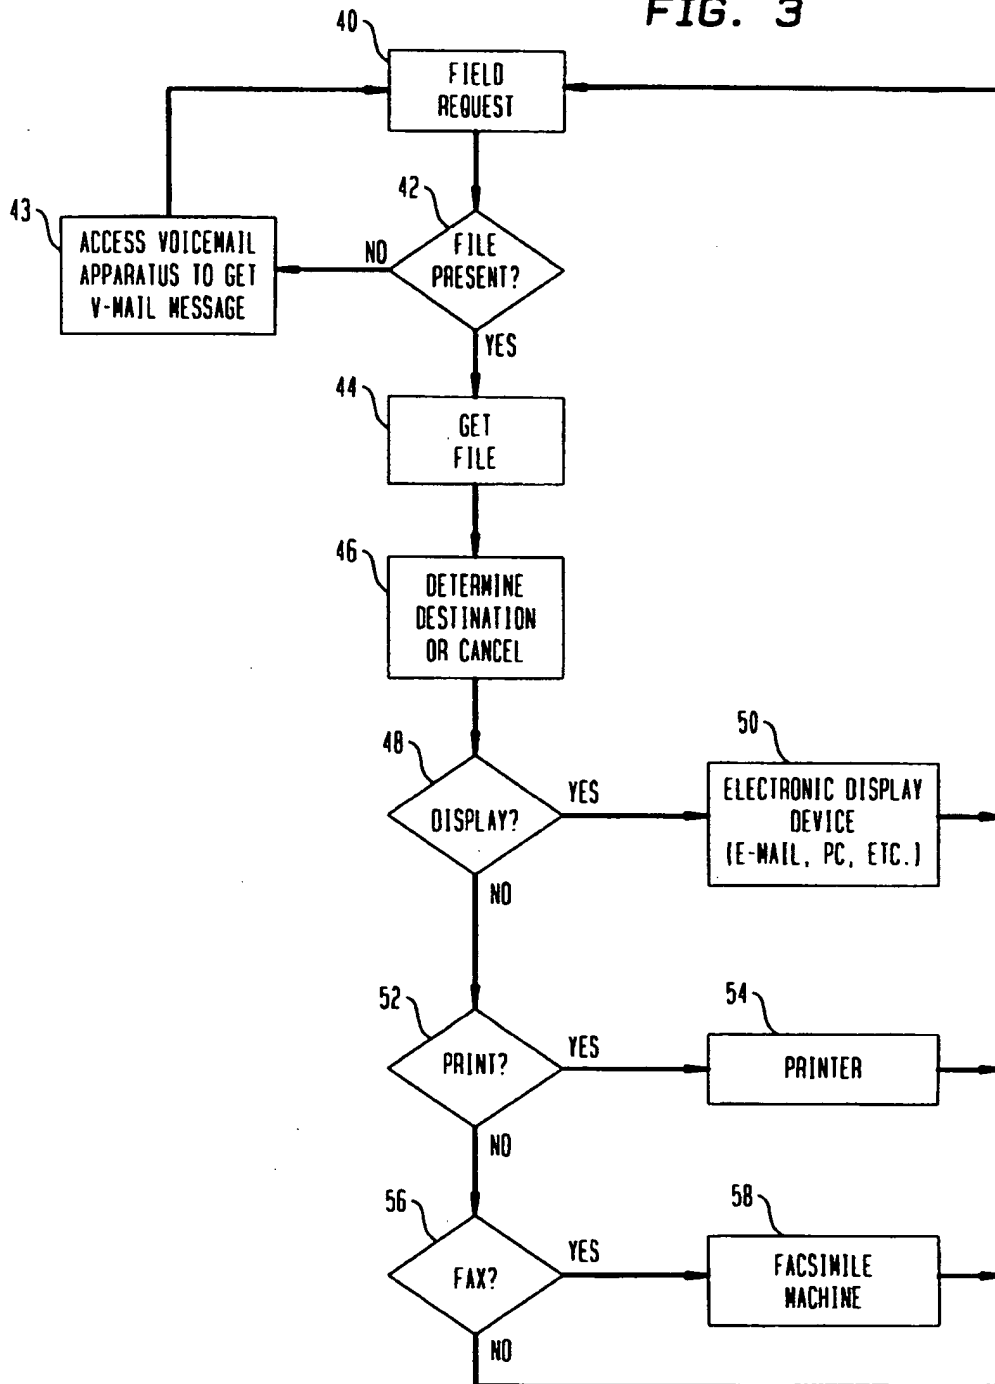 FIG. 3
40
FIELD
REQUEST
42
FILE
PRESENT?
NO
43
ACCESS VOICEMAIL
APPARATUS TO GET
V-MAIL MESSAGE
YES
44
GET
FILE
46
DETERMINE
DESTINATION
OR CANCEL
48
DISPLAY?
YES
50
ELECTRONIC DISPLAY
DEVICE
(E-MAIL, PC, ETC.)
NO
52
PRINT?
YES
54
PRINTER
NO
56
FAX?
YES
58
FACSIMILE
MACHINE
NO